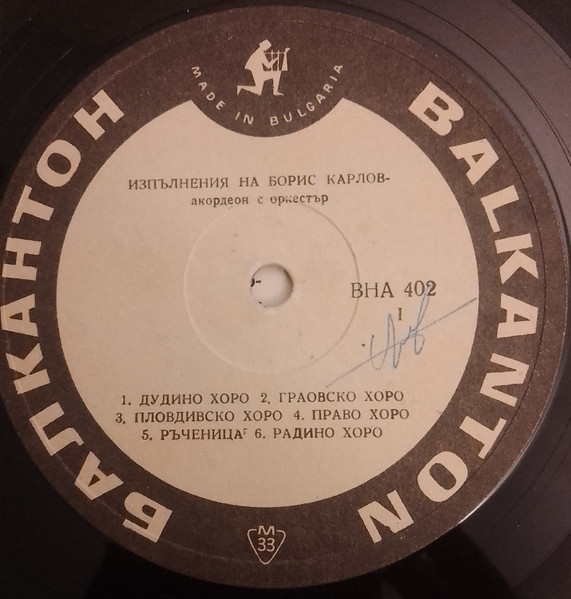 MADE IN BULGARIA
БАЛКАНТОН
BALKANTON
ИЗПЪЛНЕНИЯ НА БОРИС КАРЛОВ-
акордеон с оркестър
ВНА 402
I
1. ДУДИНО ХОРО 2. ГРАОВСКО ХОРО
3. ПЛОВДИВСКО ХОРО 4. ПРАВО ХОРО
5. РЪЧЕНИЦА 6. РАДИНО ХОРО
M
33